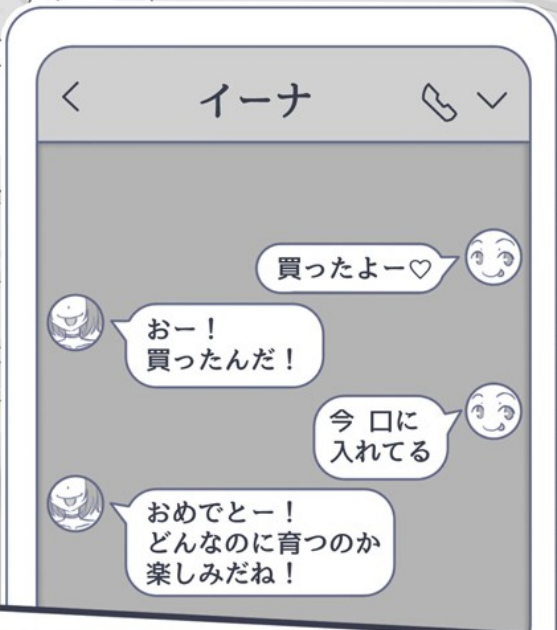 イーナ
買ったよー♡
おー！
買ったんだ！
今 口に
入れてる
おめでとー！
どんなのに育つのか
楽しみだね！